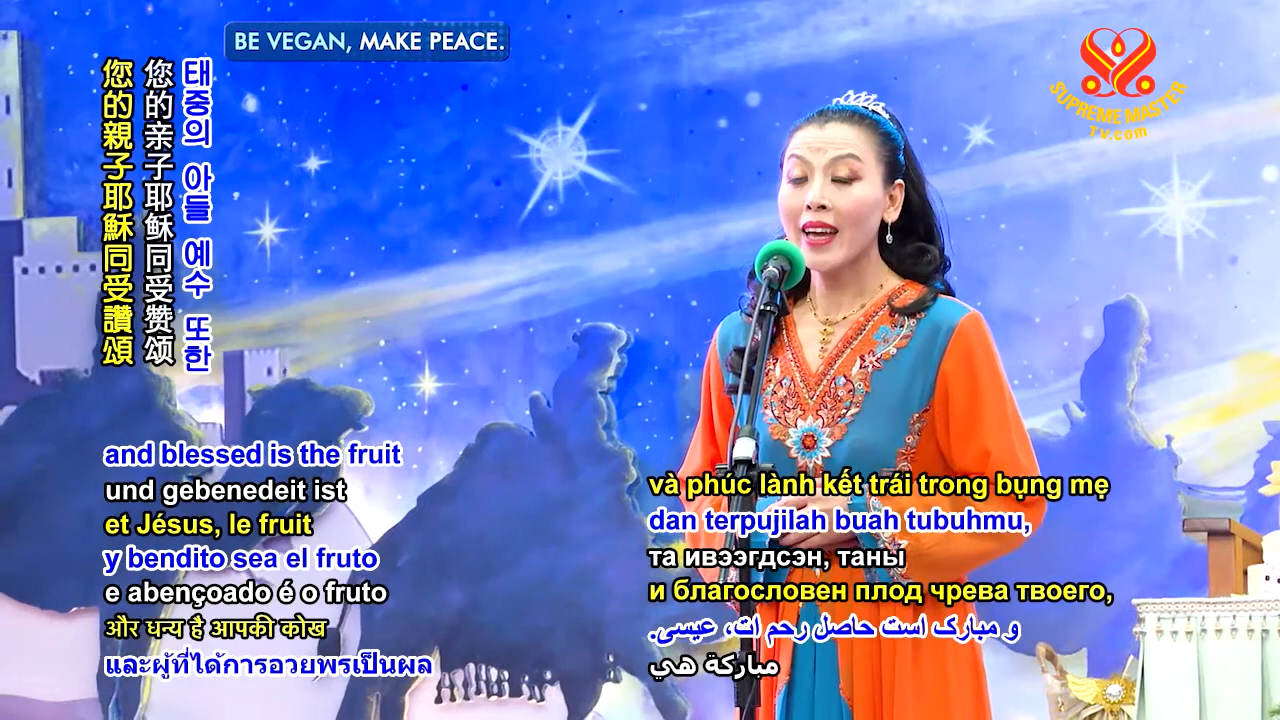 BE VEGAN, MAKE PEACE.
SUPREME MASTER
TV.com
您的親子耶穌同受讚頌
您的亲子耶稣同受赞颂
태중의 아들 예수 또한
and blessed is the fruit
und gebenedeit ist
et Jésus, le fruit
y bendito sea el fruto
e abençoado é o fruto
और धन्य है आपकी कोख
และผู้ที่ได้การอวยพรเป็นผล
và phúc lành kết trái trong bụng mẹ
dan terpujilah buah tubuhmu,
та ивээгдсэн, таны
и благословен плод чрева твоего,
و مبارک است حاصل رحم ات، عیسی.
مباركة هي